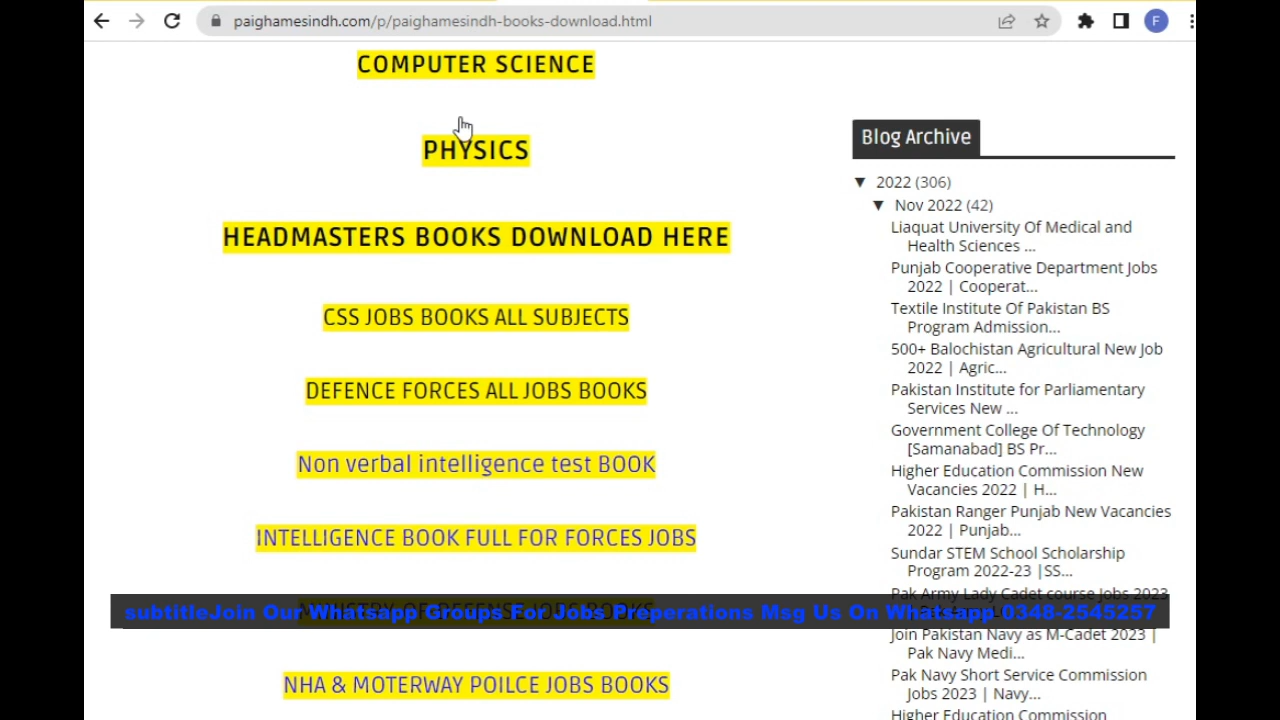 paighamesindh.com/p/paighamesindh-books-download.html
F
COMPUTER SCIENCE
PHYSICS
HEADMASTERS BOOKS DOWNLOAD HERE
CSS JOBS BOOKS ALL SUBJECTS
DEFENCE FORCES ALL JOBS BOOKS
Non verbal intelligence test BOOK
INTELLIGENCE BOOK FULL FOR FORCES JOBS
subtitleJoin Our Whatsapp Groups For Jobs Preperations Msg Us On Whatsapp 0348-2545257
NHA & MOTERWAY POILCE JOBS BOOKS
Blog Archive
▼ 2022 (306)
▼ Nov 2022 (42)
Liaquat University Of Medical and
Health Sciences ...
Punjab Cooperative Department Jobs
2022 | Cooperat...
Textile Institute Of Pakistan BS
Program Admission...
500+ Balochistan Agricultural New Job
2022 | Agric...
Pakistan Institute for Parliamentary
Services New ...
Government College Of Technology
[Samanabad] BS Pr...
Higher Education Commission New
Vacancies 2022 | H...
Pakistan Ranger Punjab New Vacancies
2022 | Punjab...
Sundar STEM School Scholarship
Program 2022-23 |SS...
Pak Army Lady Cadet course Jobs 2023
Join Pakistan Navy as M-Cadet 2023 |
Pak Navy Medi...
Pak Navy Short Service Commission
Jobs 2023 | Navy...
Higher Education Commission